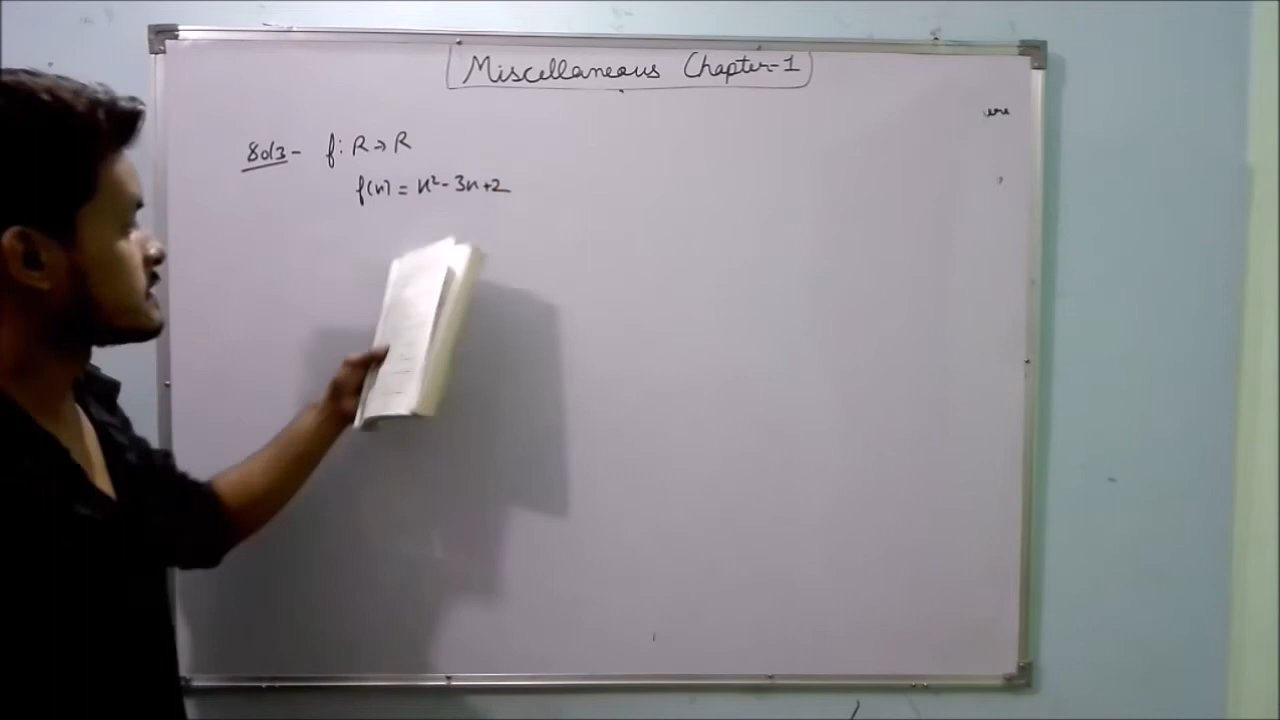 Miscellaneous Chapter-1
Sol3- f: R→R
f(x) = x²-3x+2